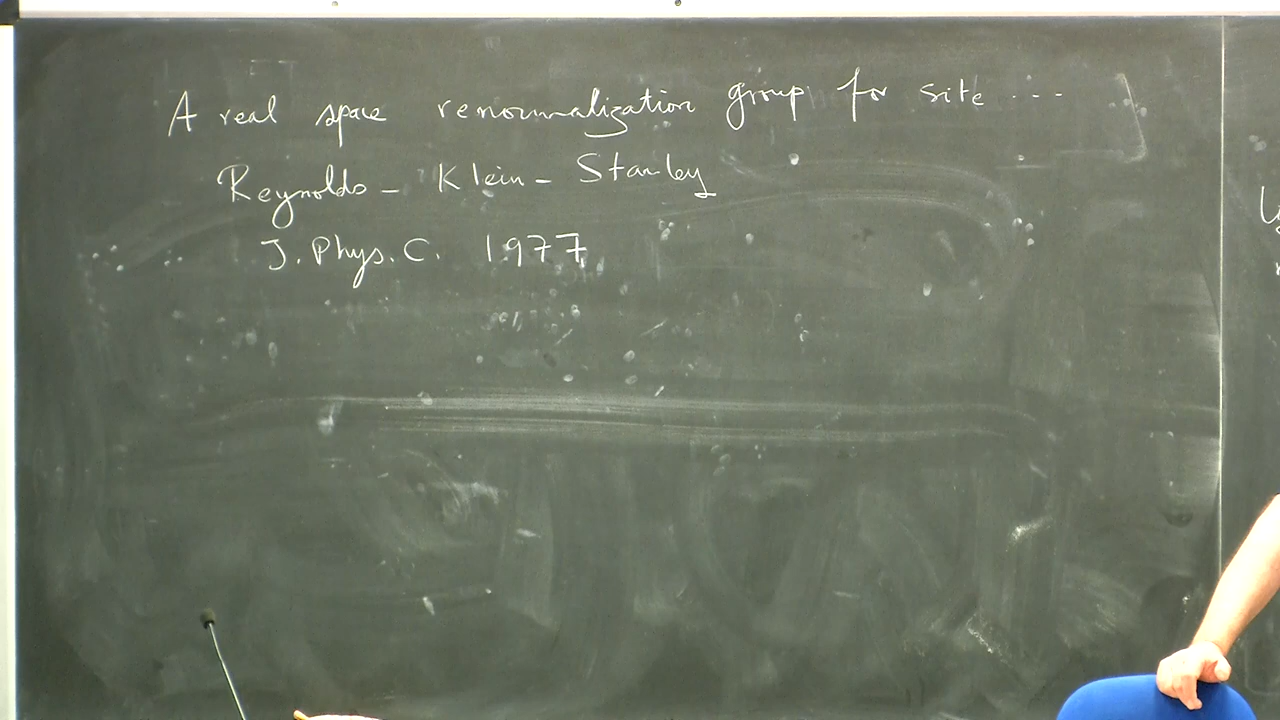 A real space renormalization group for site ...
Reynolds - Klein - Stanley
J. Phys. C. 1977